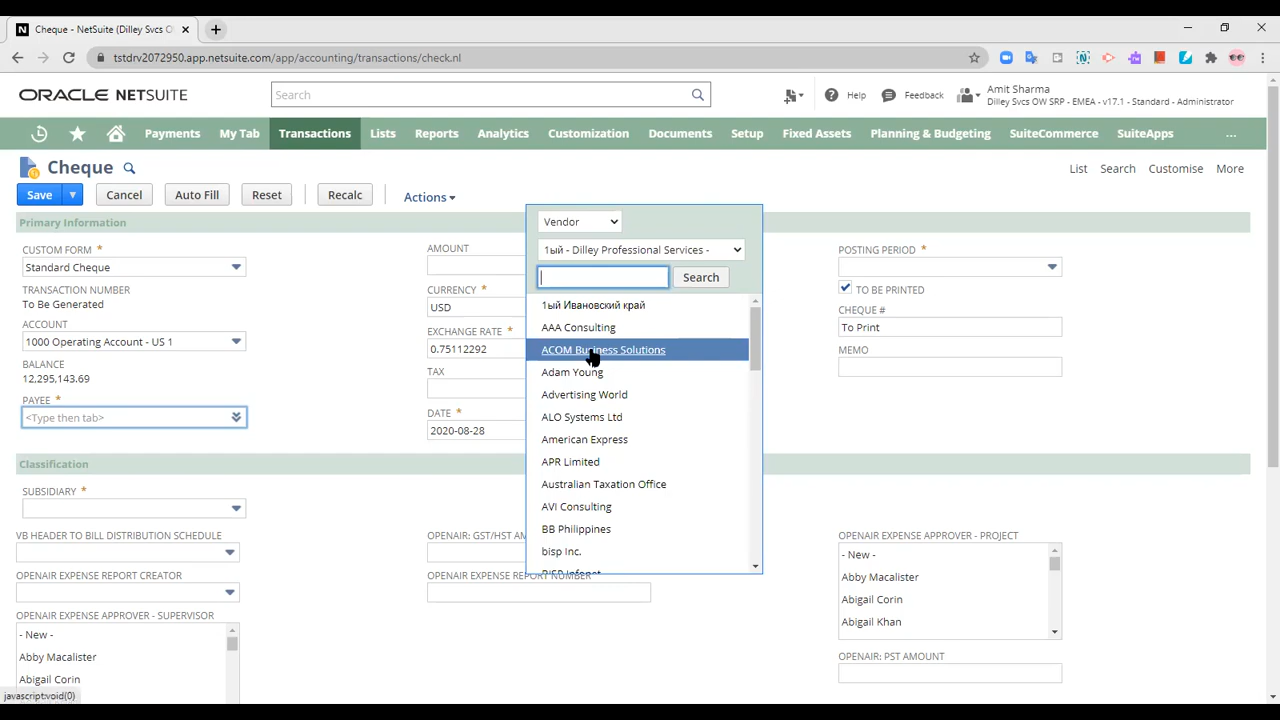 Cheque - NetSuite (Dilley Svcs O
tstdrv2072950.app.netsuite.com/app/accounting/transactions/check.nl
ORACLE NETSUITE
Search
Help
Feedback
Amit Sharma
Dilley Svcs OW SRP - EMEA - v17.1 - Standard - Administrator
Payments My Tab Transactions Lists Reports Analytics Customization Documents Setup Fixed Assets Planning & Budgeting SuiteCommerce SuiteApps ...
Cheque
List Search Customise More
Save Cancel Auto Fill Reset Recalc Actions
Primary Information
CUSTOM FORM *
Standard Cheque
TRANSACTION NUMBER
To Be Generated
ACCOUNT
1000 Operating Account - US 1
BALANCE
12,295,143.69
PAYEE *
<Type then tab>
AMOUNT
CURRENCY *
USD
EXCHANGE RATE *
0.75112292
TAX
DATE *
2020-08-28
Vendor
1ый - Dilley Professional Services -
Search
1ый Ивановский край
AAA Consulting
ACOM Business Solutions
Adam Young
Advertising World
ALO Systems Ltd
American Express
APR Limited
Australian Taxation Office
AVI Consulting
BB Philippines
bisp Inc.
BISP Infonet
POSTING PERIOD *
TO BE PRINTED
CHEQUE #
To Print
MEMO
Classification
SUBSIDIARY *
VB HEADER TO BILL DISTRIBUTION SCHEDULE
OPENAIR EXPENSE REPORT CREATOR
OPENAIR EXPENSE APPROVER - SUPERVISOR
- New -
Abby Macalister
Abigail Corin
OPENAIR: GST/HST AM
OPENAIR EXPENSE REPORT NUMBER
OPENAIR EXPENSE APPROVER - PROJECT
- New -
Abby Macalister
Abigail Corin
Abigail Khan
OPENAIR: PST AMOUNT
javascript:void(0)